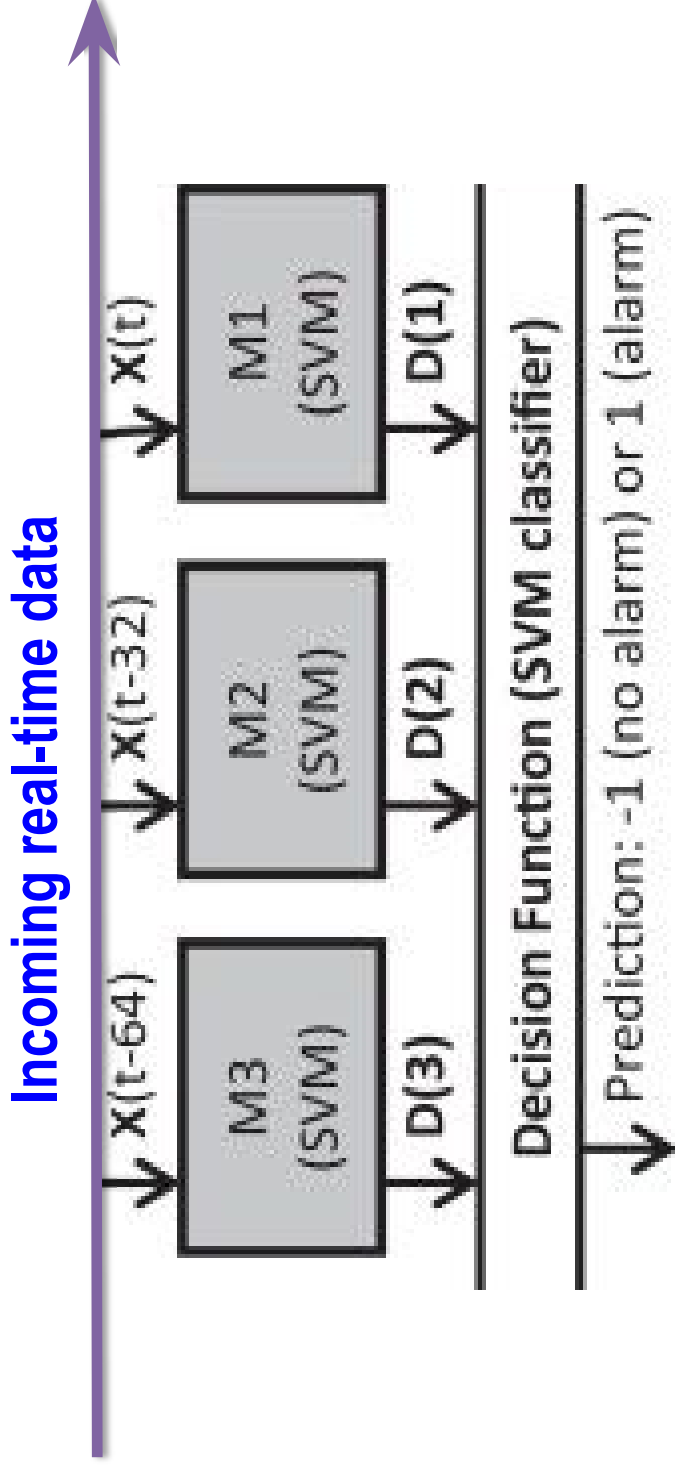 Incoming real-time data
X(t-64) X(t-32) X(t)
M3 M2 M1
(SVM) (SVM) (SVM)
D(3) D(2) D(1)
Decision Function (SVM classifier)
Prediction: -1 (no alarm) or 1 (alarm)